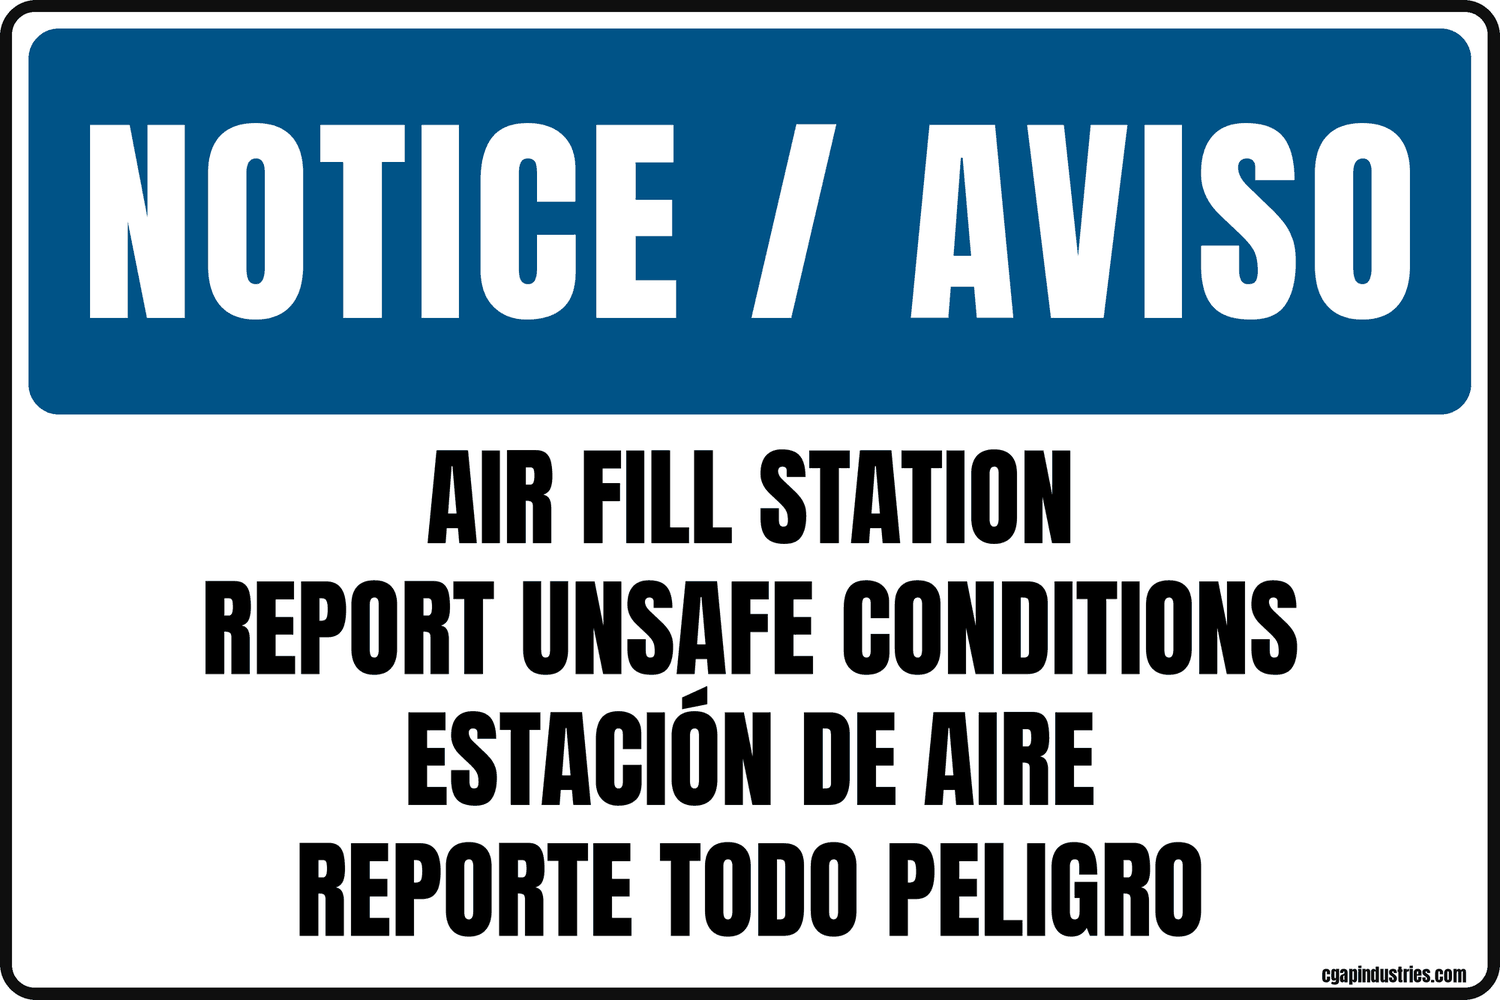 NOTICE / AVISO
AIR FILL STATION
REPORT UNSAFE CONDITIONS
ESTACIÓN DE AIRE
REPORTE TODO PELIGRO
cgapindustries.com